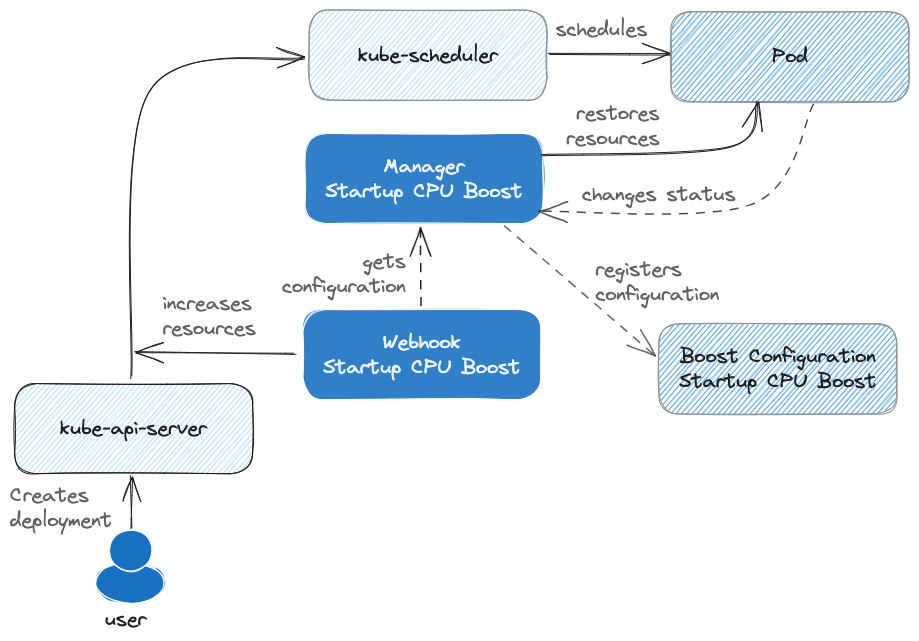 kube-scheduler
schedules
Pod
restores
resources
Manager
Startup CPU Boost
changes status
gets
configuration
registers
configuration
increases
resources
Webhook
Startup CPU Boost
Boost Configuration
Startup CPU Boost
kube-api-server
Creates
deployment
user